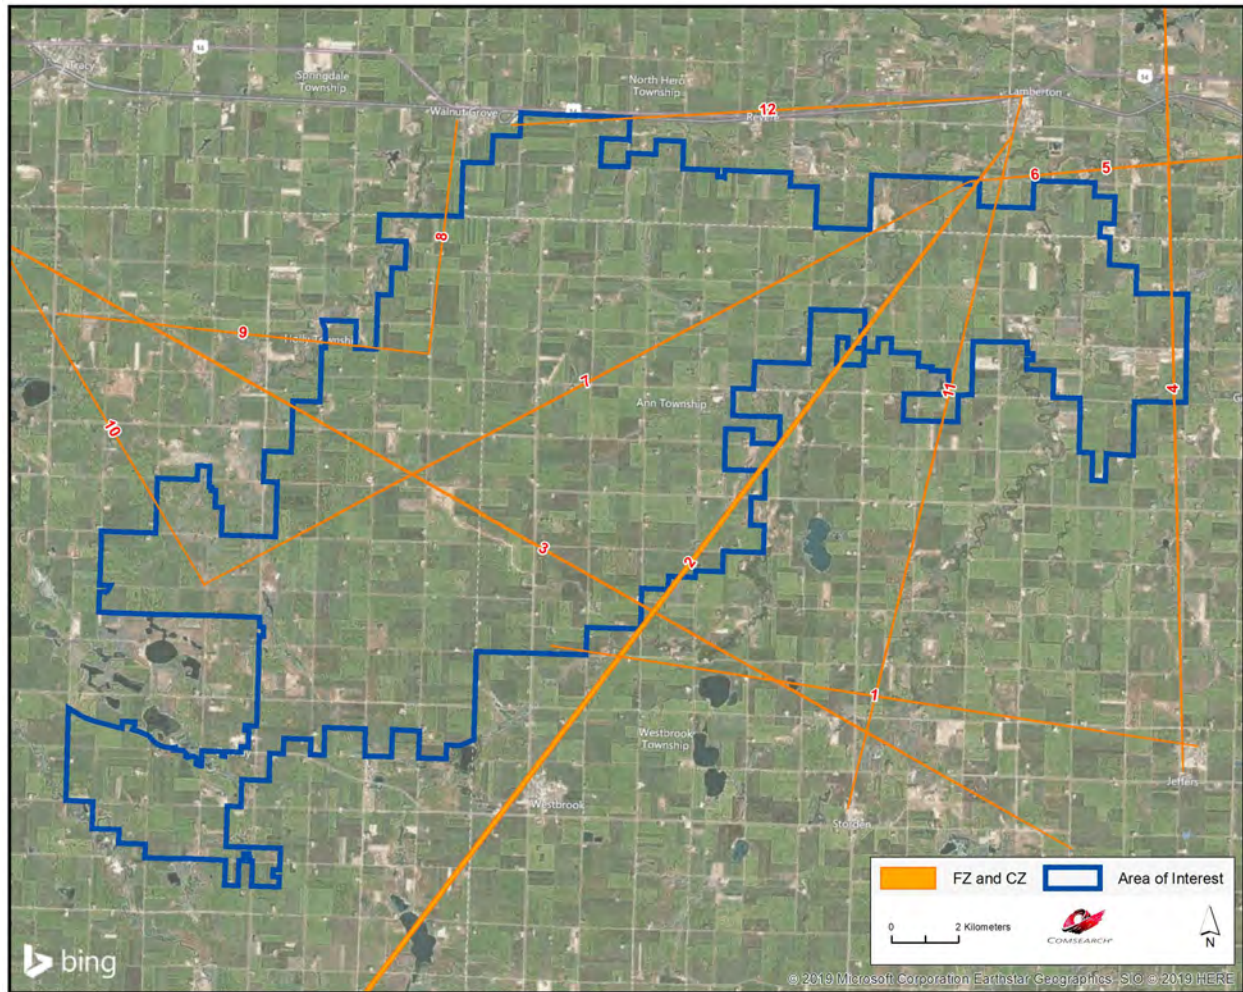 14
Tracy
Springdale
Township
North Hero
Township
Lamberton
14
Walnut Grove
12
Revere
6
5
8
9
7
Ann Township
4
11
10
3
2
1
Westbrook
Township
Jeffers
Westbrook
Storden
FZ and CZ
Area of Interest
0
2 Kilometers
COMSEARCH
N
bing
© 2019 Microsoft Corporation Earthstar Geographics SIO © 2019 HERE